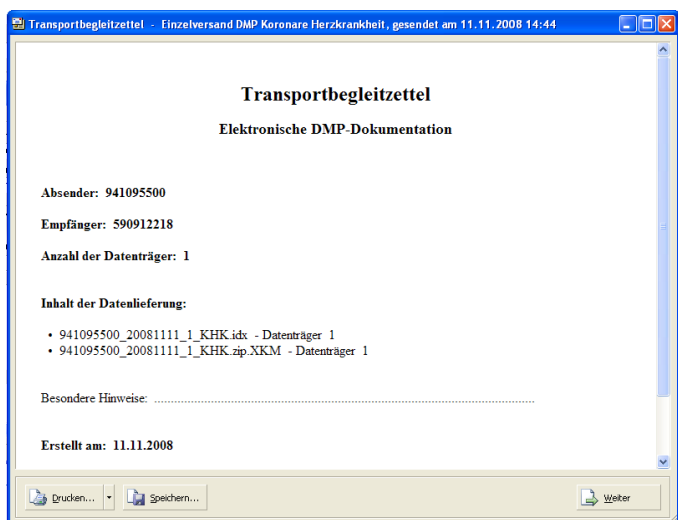 Transportbegleitzettel - Einzelversand DMP Koronare Herzkrankheit, gesendet am 11.11.2008 14:44
Transportbegleitzettel
Elektronische DMP-Dokumentation
Absender: 941095500
Empfänger: 590912218
Anzahl der Datenträger: 1
Inhalt der Datenlieferung:
• 941095500_20081111_1_KHK.idx - Datenträger 1
• 941095500_20081111_1_KHK.zip.XKM - Datenträger 1
Besondere Hinweise: ................................................................................................................................
Erstellt am: 11.11.2008
Drucken... Speichern... Weiter